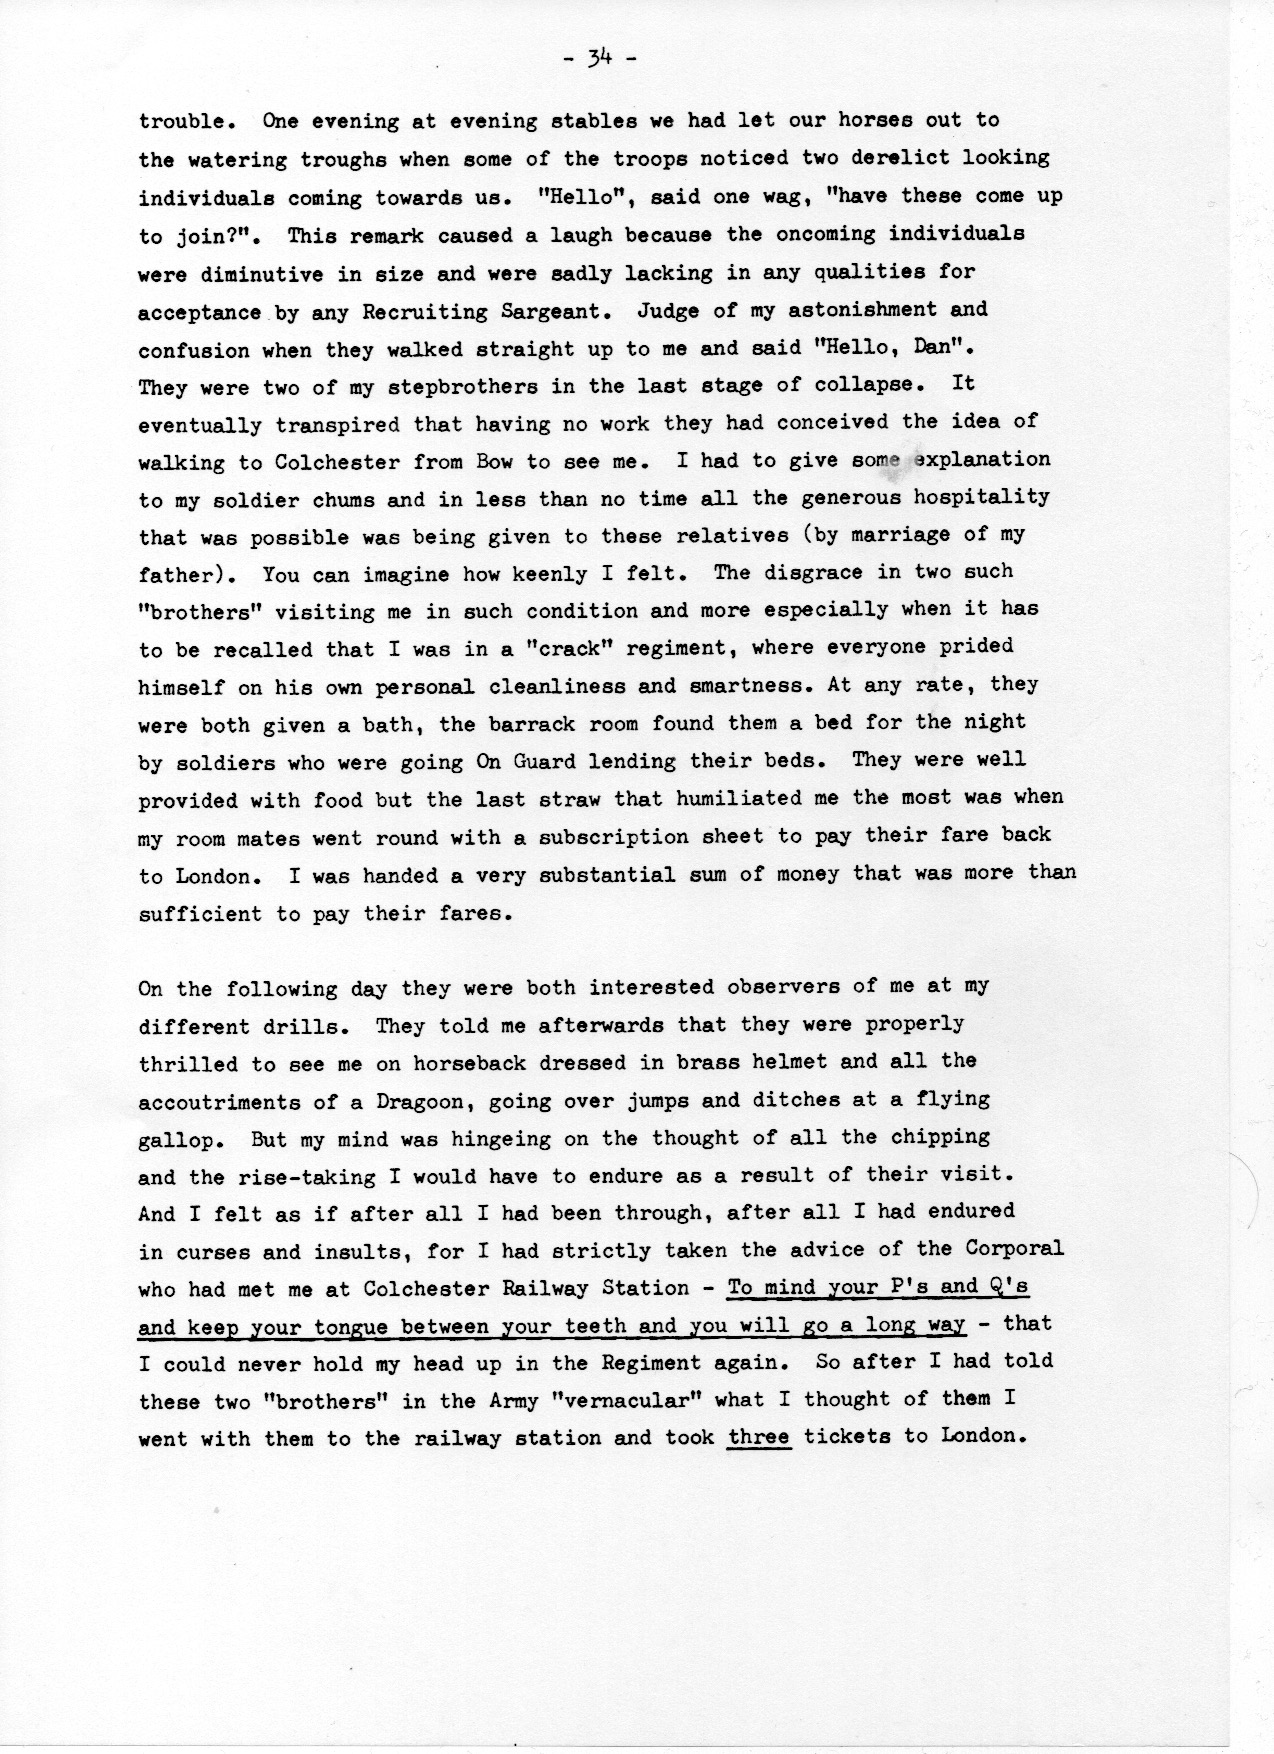 - 34 -
trouble. One evening at evening stables we had let our horses out to
the watering troughs when some of the troops noticed two derelict looking
individuals coming towards us. "Hello", said one wag, "have these come up
to join?". This remark caused a laugh because the oncoming individuals
were diminutive in size and were sadly lacking in any qualities for
acceptance by any Recruiting Sargeant. Judge of my astonishment and
confusion when they walked straight up to me and said "Hello, Dan".
They were two of my stepbrothers in the last stage of collapse. It
eventually transpired that having no work they had conceived the idea of
walking to Colchester from Bow to see me. I had to give some explanation
to my soldier chums and in less than no time all the generous hospitality
that was possible was being given to these relatives (by marriage of my
father). You can imagine how keenly I felt. The disgrace in two such
"brothers" visiting me in such condition and more especially when it has
to be recalled that I was in a "crack" regiment, where everyone prided
himself on his own personal cleanliness and smartness. At any rate, they
were both given a bath, the barrack room found them a bed for the night
by soldiers who were going On Guard lending their beds. They were well
provided with food but the last straw that humiliated me the most was when
my room mates went round with a subscription sheet to pay their fare back
to London. I was handed a very substantial sum of money that was more than
sufficient to pay their fares.
On the following day they were both interested observers of me at my
different drills. They told me afterwards that they were properly
thrilled to see me on horseback dressed in brass helmet and all the
accoutriments of a Dragoon, going over jumps and ditches at a flying
gallop. But my mind was hingeing on the thought of all the chipping
and the rise-taking I would have to endure as a result of their visit.
And I felt as if after all I had been through, after all I had endured
in curses and insults, for I had strictly taken the advice of the Corporal
who had met me at Colchester Railway Station - To mind your P's and Q's
and keep your tongue between your teeth and you will go a long way - that
I could never hold my head up in the Regiment again. So after I had told
these two "brothers" in the Army "vernacular" what I thought of them I
went with them to the railway station and took three tickets to London.